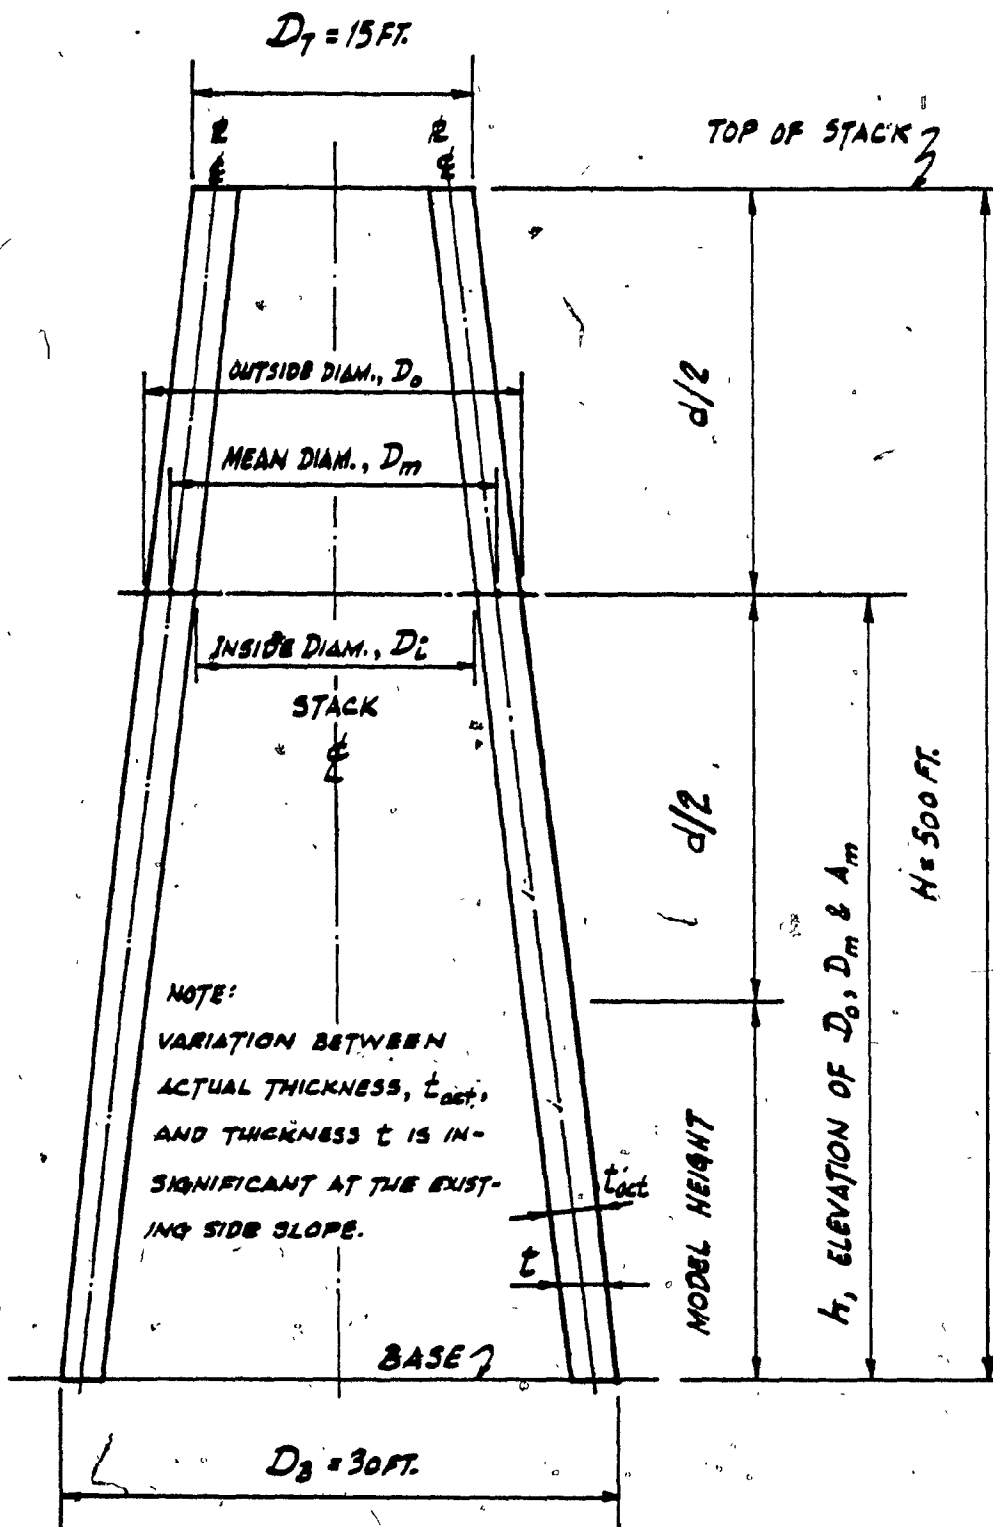 D_T = 15 FT.
TOP OF STACK
℄
℄
OUTSIDE DIAM., D_o
d/2
MEAN DIAM., D_m
INSIDE DIAM., D_i
STACK
℄
d/2
H = 500 FT.
h, ELEVATION OF D_o, D_m & A_m
NOTE:
VARIATION BETWEEN
ACTUAL THICKNESS, t_act,
AND THICKNESS t IS IN-
SIGNIFICANT AT THE EXIST-
ING SIDE SLOPE.
t_act
t
MODEL HEIGHT
BASE
D_B = 30 FT.